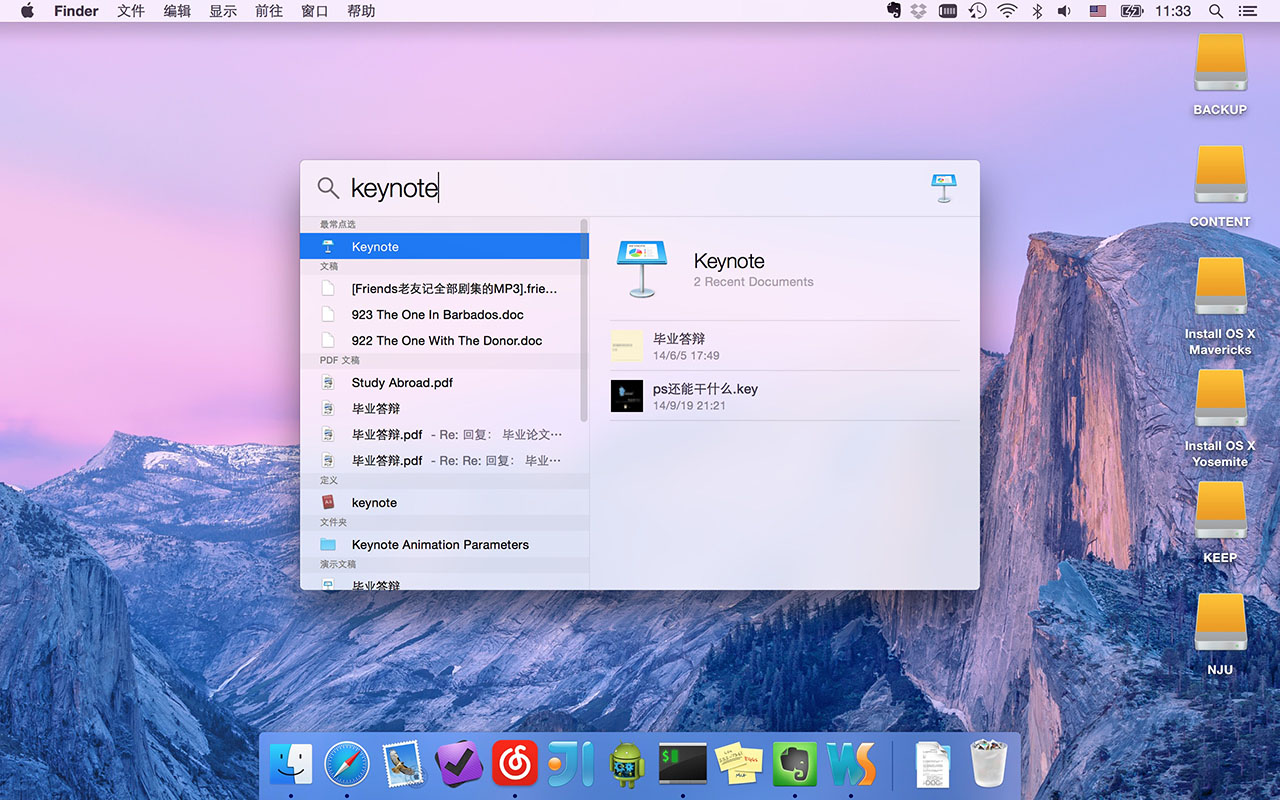 Finder 文件 编辑 显示 前往 窗口 帮助 11:33
keynote
最常点选
Keynote
文稿
[Friends老友记全部剧集的MP3].frie…
923 The One In Barbados.doc
922 The One With The Donor.doc
PDF 文稿
Study Abroad.pdf
毕业答辩
毕业答辩.pdf - Re: 回复： 毕业论文…
毕业答辩.pdf - Re: Re: 回复： 毕业…
定义
keynote
文件夹
Keynote Animation Parameters
演示文稿
毕业答辩
Keynote
2 Recent Documents
毕业答辩
14/6/5 17:49
ps还能干什么.key
14/9/19 21:21
BACKUP
CONTENT
Install OS X
Mavericks
Install OS X
Yosemite
KEEP
NJU